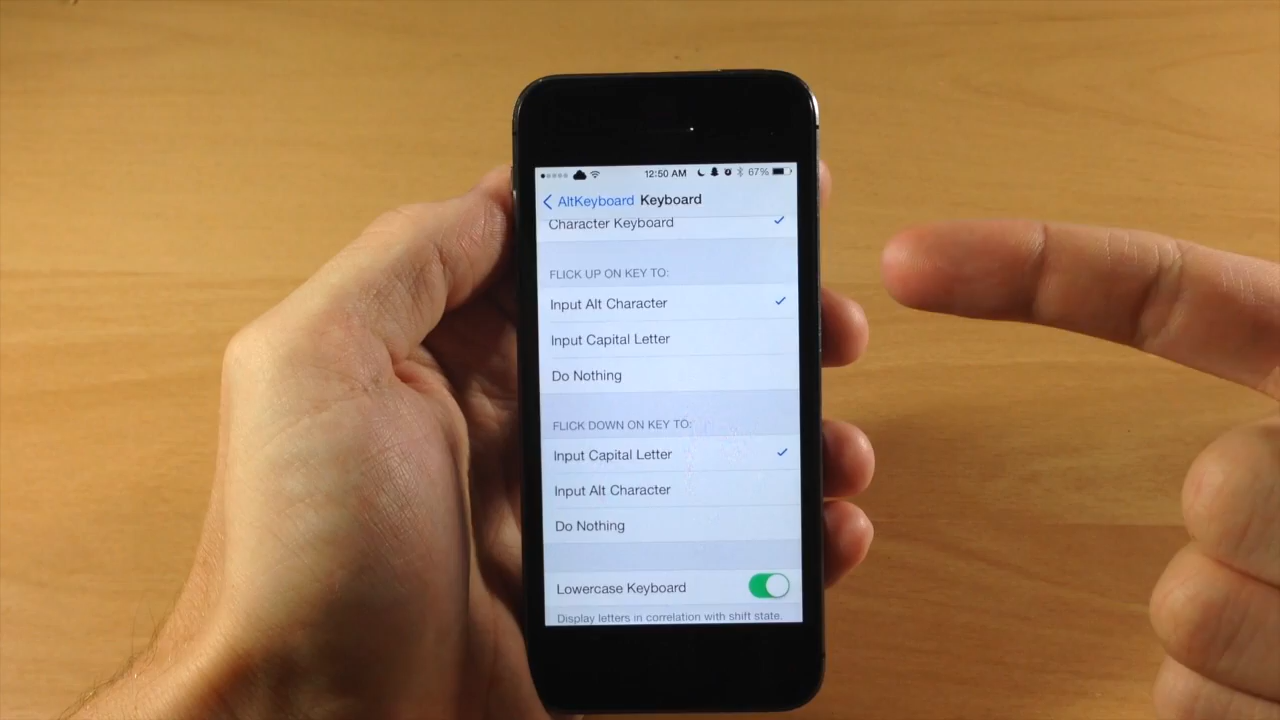 12:50 AM 67%
AltKeyboard Keyboard
Character Keyboard
FLICK UP ON KEY TO:
Input Alt Character
Input Capital Letter
Do Nothing
FLICK DOWN ON KEY TO:
Input Capital Letter
Input Alt Character
Do Nothing
Lowercase Keyboard
Display letters in correlation with shift state.